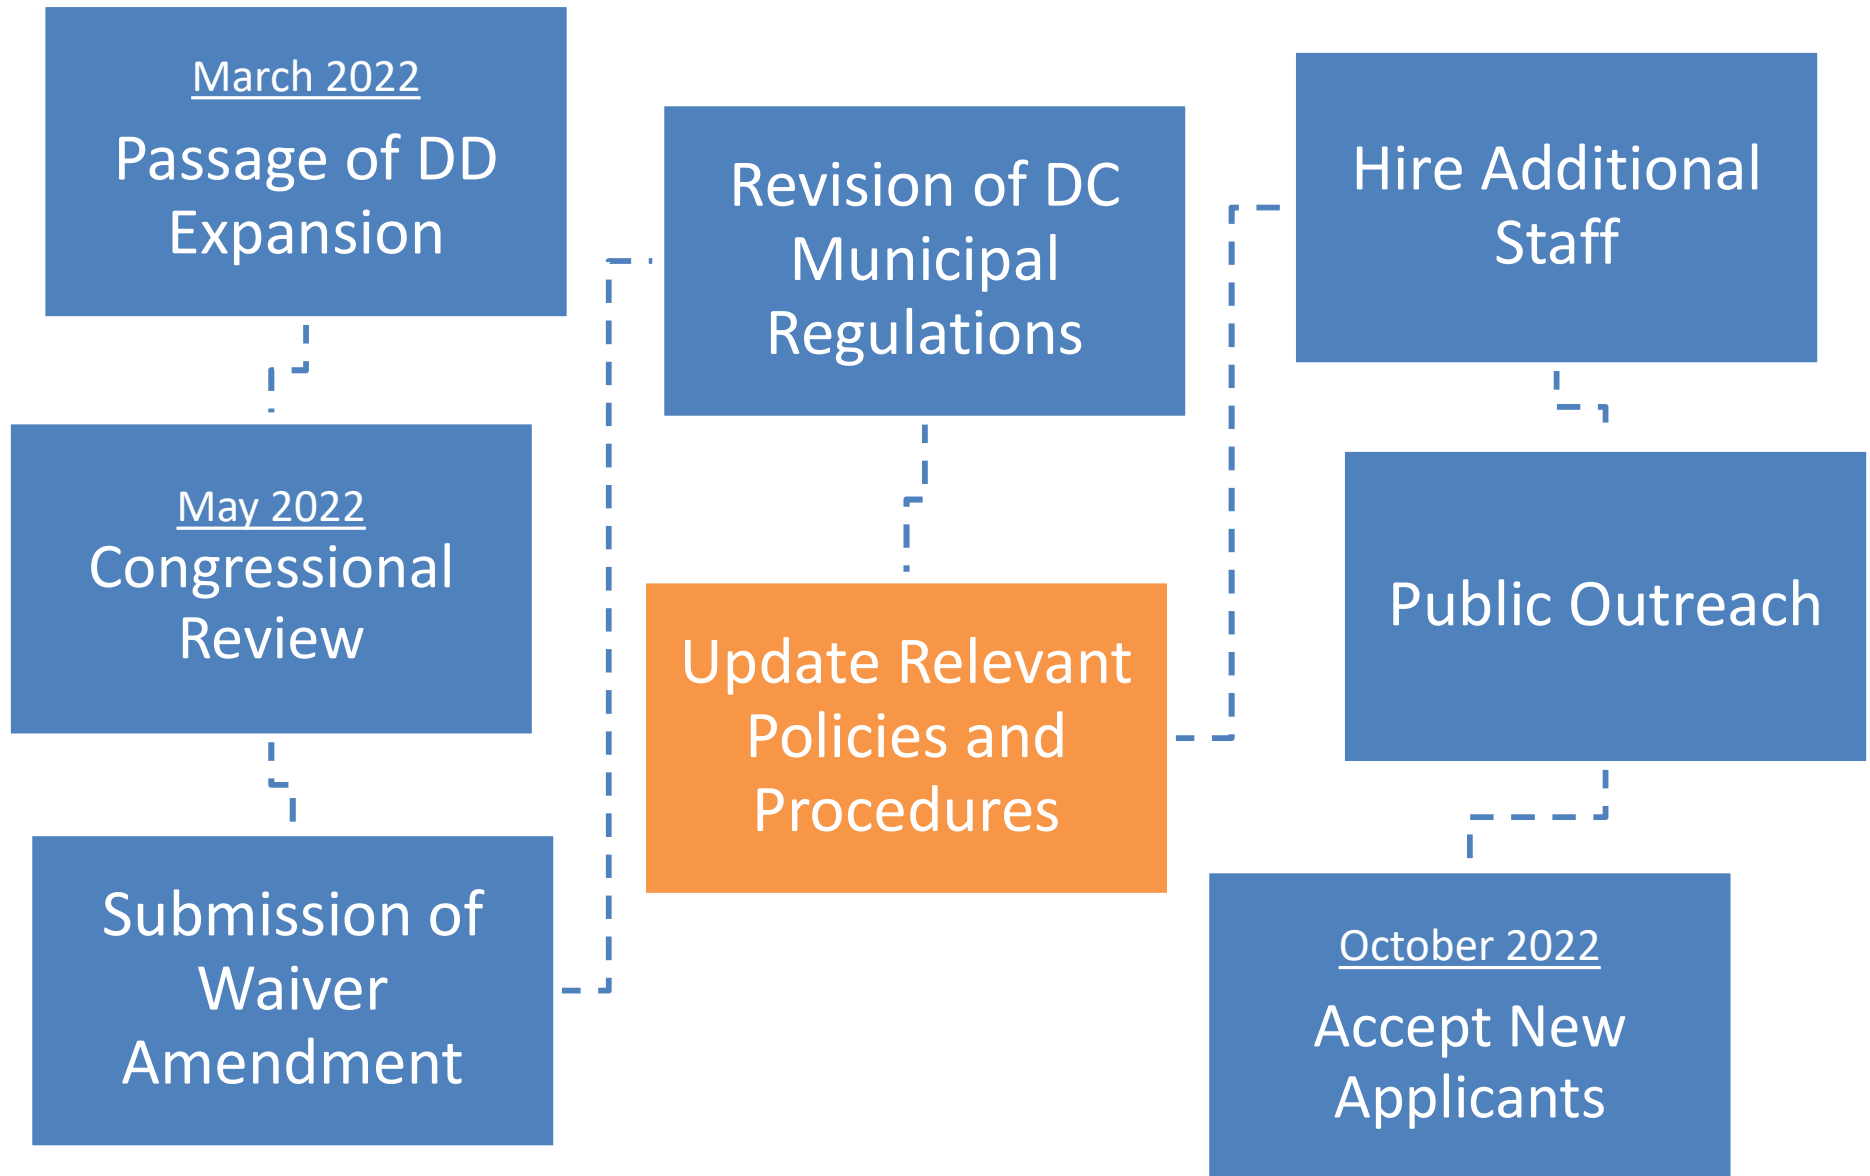 March 2022
Passage of DD
Expansion
May 2022
Congressional
Review
Submission of
Waiver
Amendment
Revision of DC
Municipal
Regulations
Update Relevant
Policies and
Procedures
Hire Additional
Staff
Public Outreach
October 2022
Accept New
Applicants